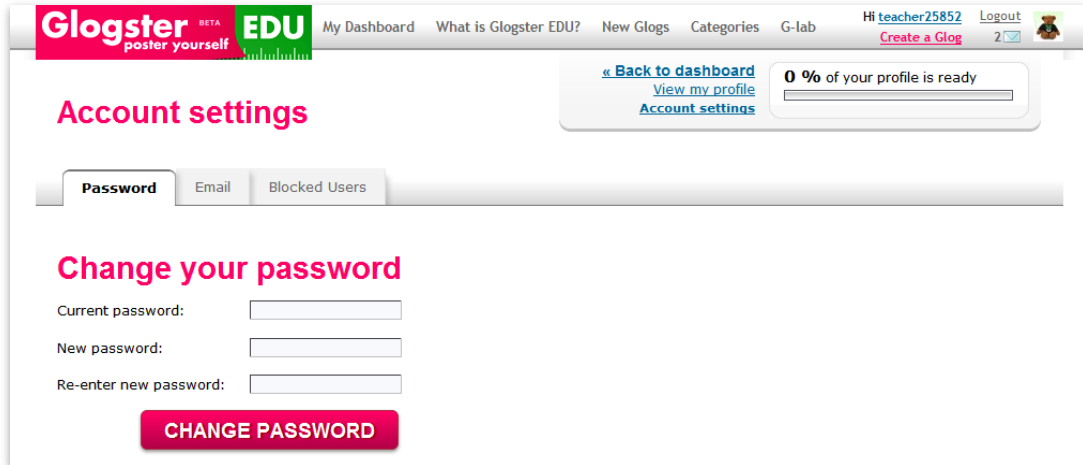 Glogster BETA EDU
poster yourself
My Dashboard What is Glogster EDU? New Glogs Categories G-lab
Hi teacher25852 Logout
Create a Glog 2
« Back to dashboard
View my profile
Account settings
0 % of your profile is ready
Account settings
Password Email Blocked Users
Change your password
Current password:
New password:
Re-enter new password:
CHANGE PASSWORD